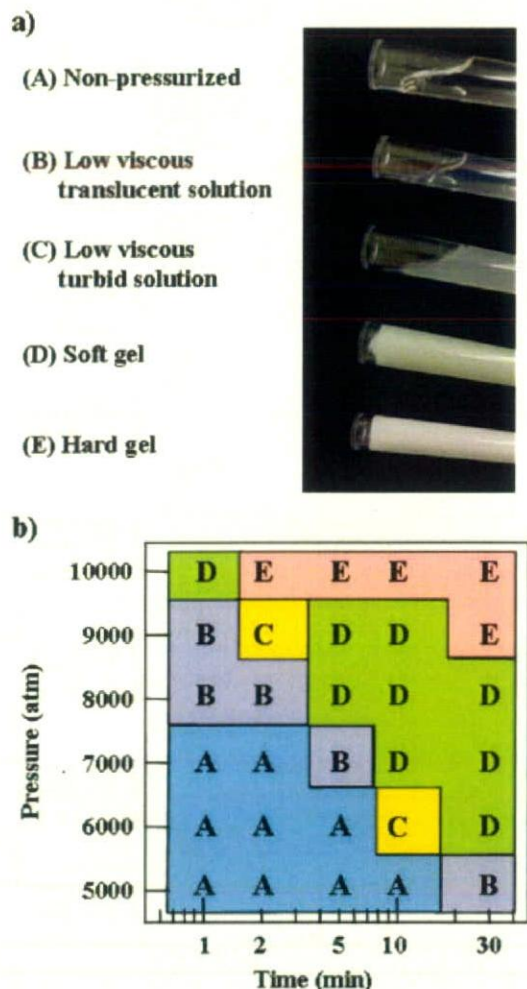 a)
(A) Non-pressurized
(B) Low viscous
translucent solution
(C) Low viscous
turbid solution
(D) Soft gel
(E) Hard gel
b)
10000 D E E E E
9000 B C D D E
8000 B B D D D
7000 A A B D D
6000 A A A C D
5000 A A A A B
Pressure (atm)
1 2 5 10 30
Time (min)